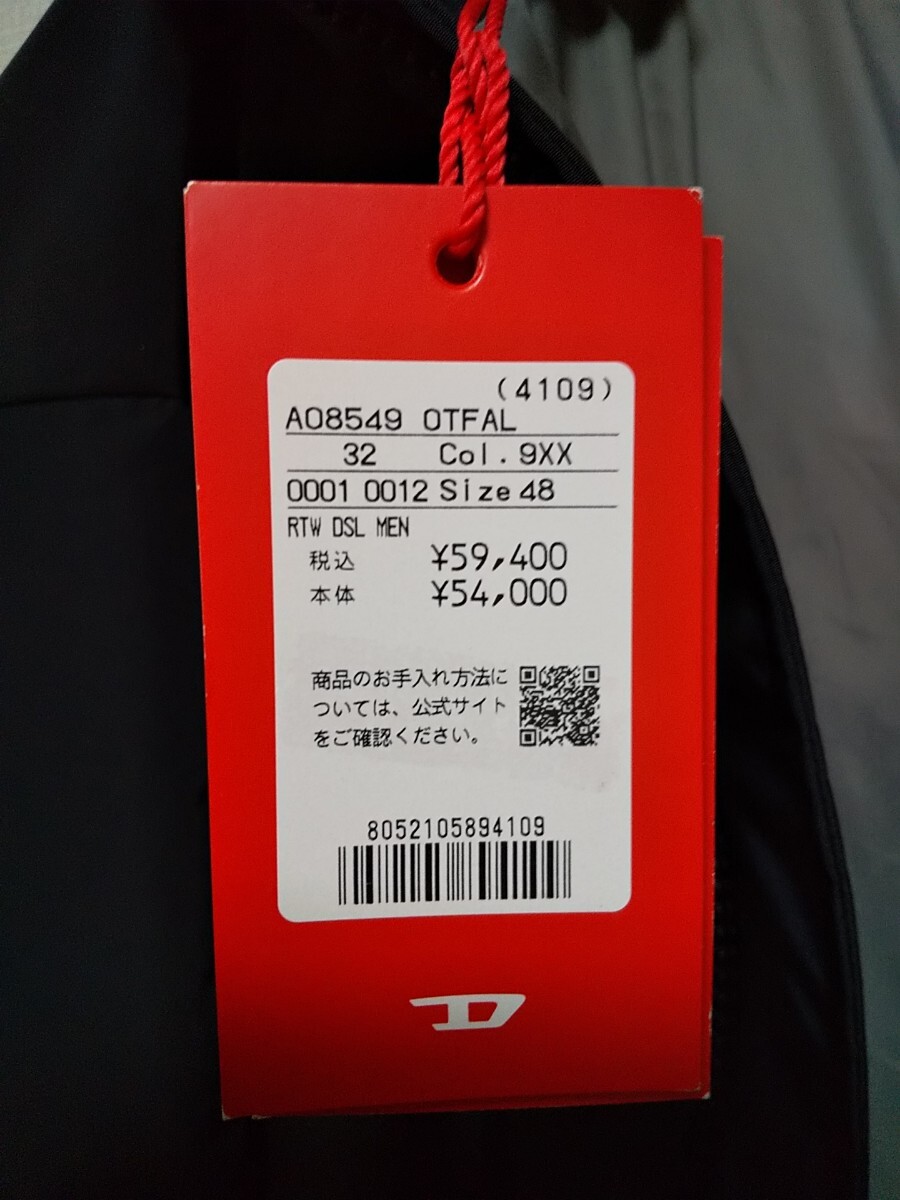 (4109)
A08549 OTFAL
32 Col.9XX
0001 0012 Size 48
RTW DSL MEN
税込 ¥59,400
本体 ¥54,000
商品のお手入れ方法に
ついては、公式サイト
をご確認ください。
8052105894109
D